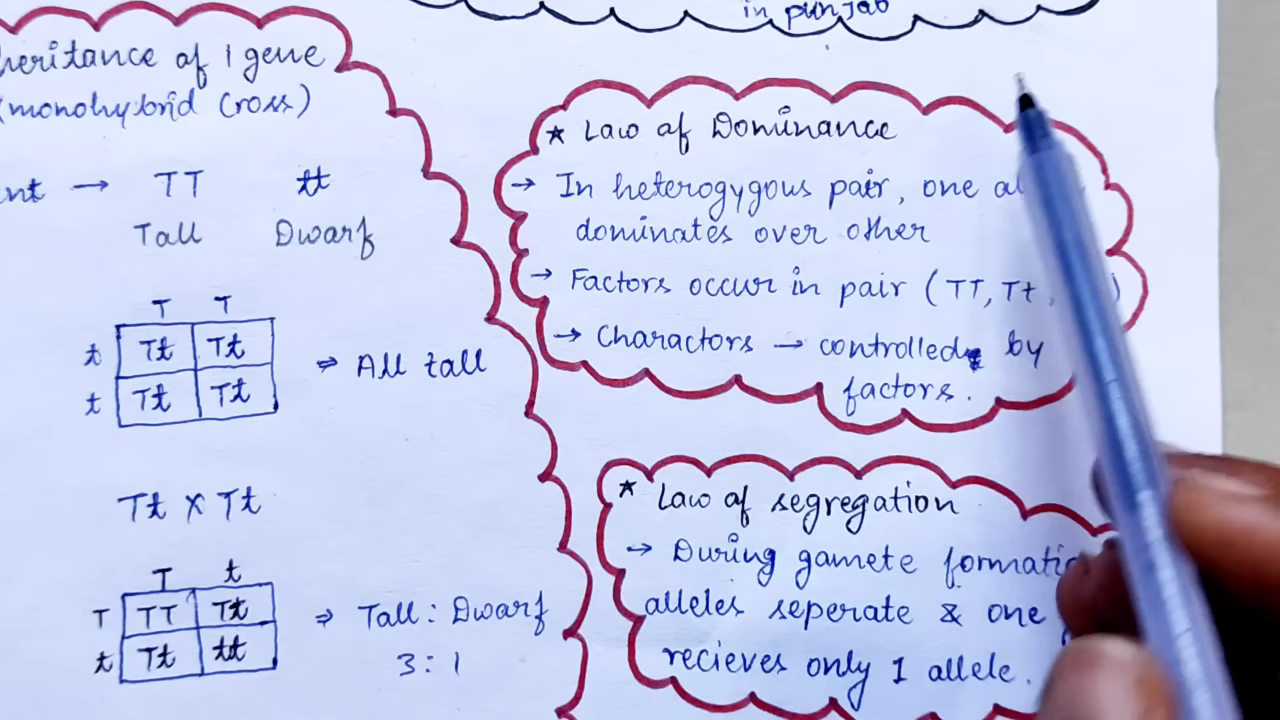 in punjab
heritance of 1 gene
(monohybrid cross)
nt → TT tt
Tall Dwarf
T T
t Tt Tt
t Tt Tt
⇒ All tall
Tt X Tt
T t
T TT Tt
t Tt tt
⇒ Tall : Dwarf
3 : 1
★ Law of Dominance
→ In heterogygous pair, one
dominates over other
→ Factors occur in pair (TT, Tt, )
→ Charactors → controlled by
factors.
★ Law of segregation
→ During gamete formatio
alleles seperate & one
recieves only 1 allele.